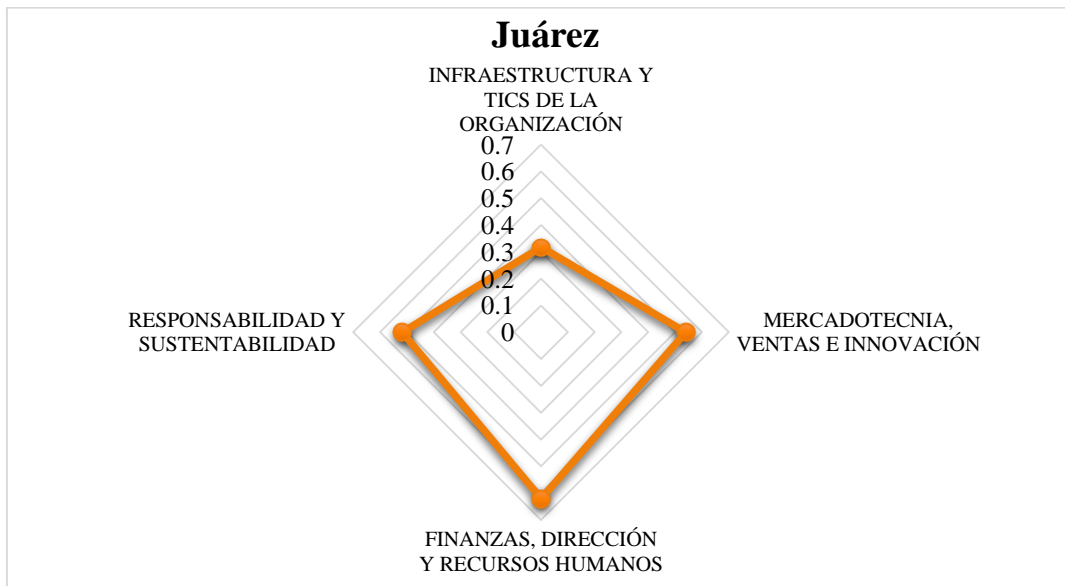 Juárez
INFRAESTRUCTURA Y
TICS DE LA
ORGANIZACIÓN
0.7
0.6
0.5
0.4
0.3
0.2
0.1
0
RESPONSABILIDAD Y
SUSTENTABILIDAD
MERCADOTECNIA,
VENTAS E INNOVACIÓN
FINANZAS, DIRECCIÓN
Y RECURSOS HUMANOS